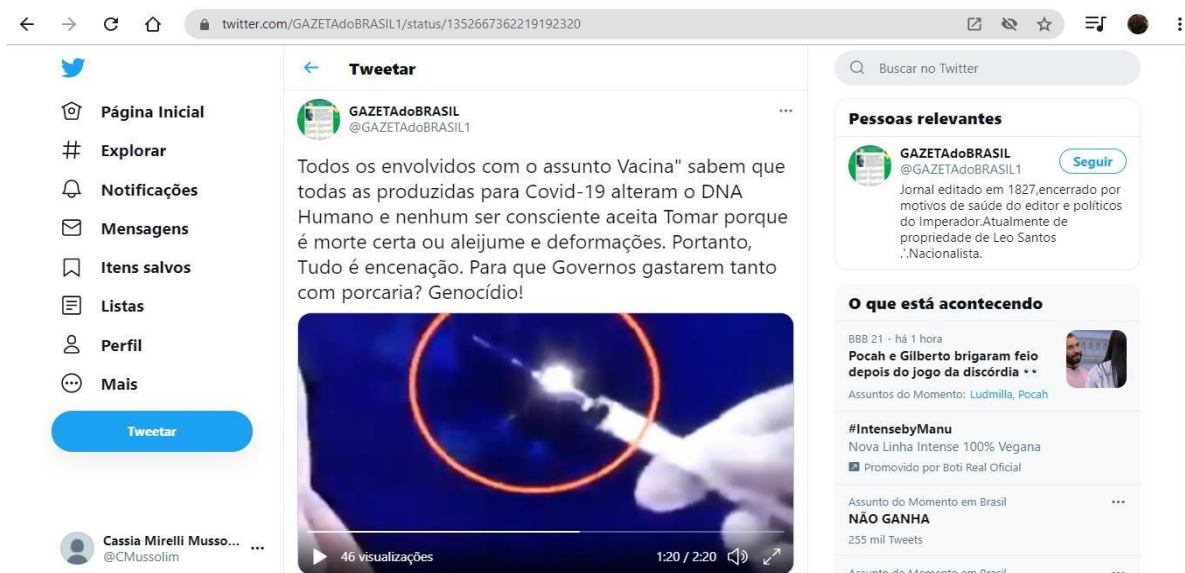 twitter.com/GAZETAdoBRASIL1/status/1352667362219192320
Página Inicial
Explorar
Notificações
Mensagens
Itens salvos
Listas
Perfil
Mais
Tweetar
Cassia Mirelli Musso...
@CMussolim
Tweetar
GAZETAdoBRASIL
@GAZETAdoBRASIL1
Todos os envolvidos com o assunto Vacina" sabem que
todas as produzidas para Covid-19 alteram o DNA
Humano e nenhum ser consciente aceita Tomar porque
é morte certa ou aleijume e deformações. Portanto,
Tudo é encenação. Para que Governos gastarem tanto
com porcaria? Genocídio!
46 visualizações
1:20 / 2:20
Buscar no Twitter
Pessoas relevantes
GAZETAdoBRASIL
@GAZETAdoBRASIL1
Seguir
Jornal editado em 1827,encerrado por
motivos de saúde do editor e políticos
do Imperador.Atualmente de
propriedade de Leo Santos
.'.Nacionalista.
O que está acontecendo
BBB 21 · há 1 hora
Pocah e Gilberto brigaram feio
depois do jogo da discórdia 👀
Assuntos do Momento: Ludmilla, Pocah
#IntensebyManu
Nova Linha Intense 100% Vegana
Promovido por Boti Real Oficial
Assunto do Momento em Brasil
NÃO GANHA
255 mil Tweets
Assunto do Momento em Brasil